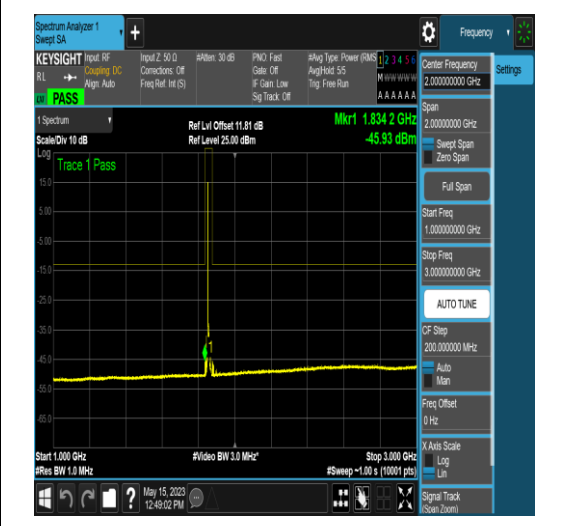 Spectrum Analyzer 1
Swept SA
Frequency
KEYSIGHT
Input: RF
Coupling: DC
Align: Auto
Input Z: 50 Ω
Corrections: Off
Freq Ref: Int (S)
#Atten: 30 dB
PNO: Fast
Gate: Off
IF Gain: Low
Sig Track: Off
#Avg Type: Power (RMS
Avg|Hold: 5/5
Trig: Free Run
1 2 3 4 5 6
M W W W W W
A A A A A A
RL
PASS
1 Spectrum
Scale/Div 10 dB
Ref Lvl Offset 11.81 dB
Ref Level 25.00 dBm
Mkr1 1.834 2 GHz
-45.93 dBm
Log
Trace 1 Pass
15.0
5.00
-5.00
-15.0
-25.0
-35.0
-45.0
-55.0
-65.0
1
Start 1.000 GHz
#Res BW 1.0 MHz
#Video BW 3.0 MHz*
Stop 3.000 GHz
#Sweep ~1.00 s (10001 pts)
May 15, 2023
12:49:02 PM
Center Frequency
2.000000000 GHz
Settings
Span
2.00000000 GHz
Swept Span
Zero Span
Full Span
Start Freq
1.000000000 GHz
Stop Freq
3.000000000 GHz
AUTO TUNE
CF Step
200.000000 MHz
Auto
Man
Freq Offset
0 Hz
X Axis Scale
Log
Lin
Signal Track
(Span Zoom)